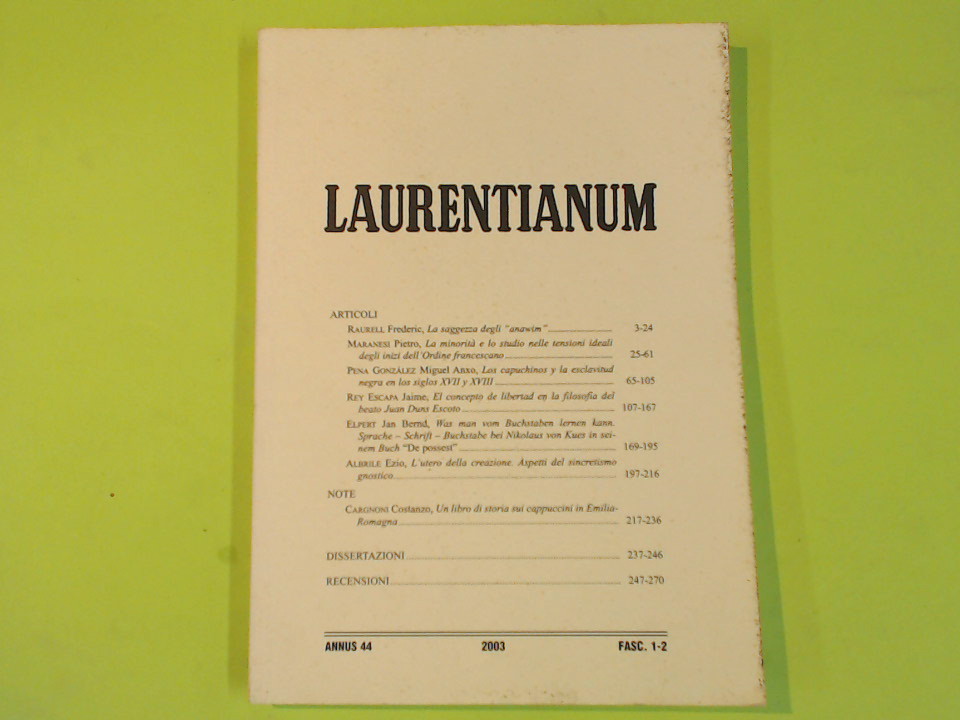 LAURENTIANUM
ARTICOLI
RAURELL Frederic, La saggezza degli "anawim" 3-24
MARANESI Pietro, La minorità e lo studio nelle tensioni ideali
degli inizi dell'Ordine francescano 25-61
PENA GONZÁLEZ Miguel Anxo, Los capuchinos y la esclavitud
negra en los siglos XVII y XVIII 65-105
REY ESCAPA Jaime, El concepto de libertad en la filosofía del
beato Juan Duns Escoto 107-167
ELPERT Jan Bernd, Was man vom Buchstaben lernen kann.
Sprache – Schrift – Buchstabe bei Nikolaus von Kues in sei-
nem Buch "De possest" 169-195
ALBRILE Ezio, L'utero della creazione. Aspetti del sincretismo
gnostico 197-216
NOTE
CARGNONI Costanzo, Un libro di storia sui cappuccini in Emilia-
Romagna 217-236
DISSERTAZIONI 237-246
RECENSIONI 247-270
ANNUS 44 2003 FASC. 1-2